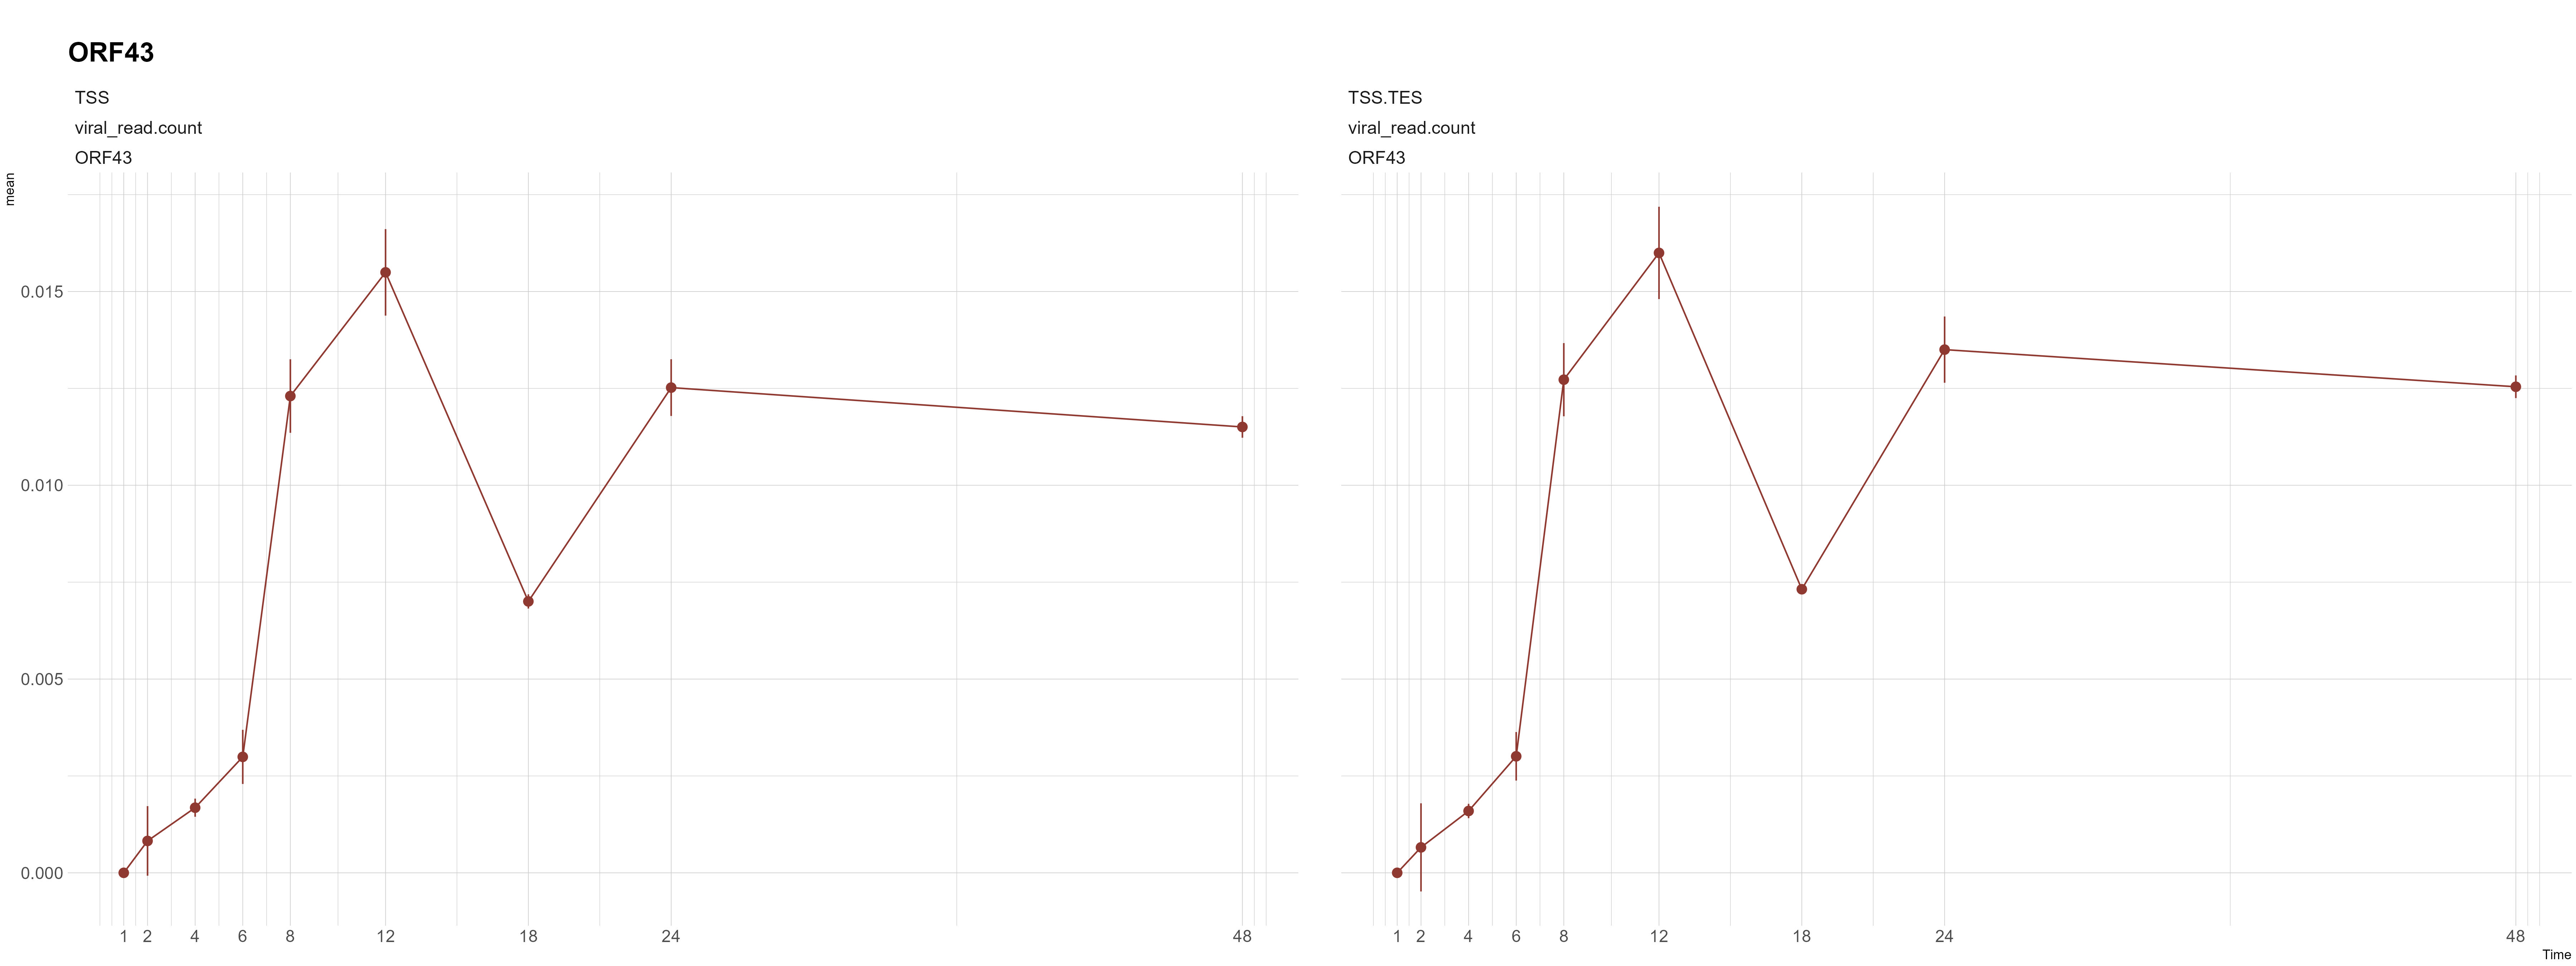 ORF43
TSS
viral_read.count
ORF43
TSS.TES
viral_read.count
ORF43
mean
0.015
0.010
0.005
0.000
1 2 4 6 8 12 18 24 48
1 2 4 6 8 12 18 24 48
Time